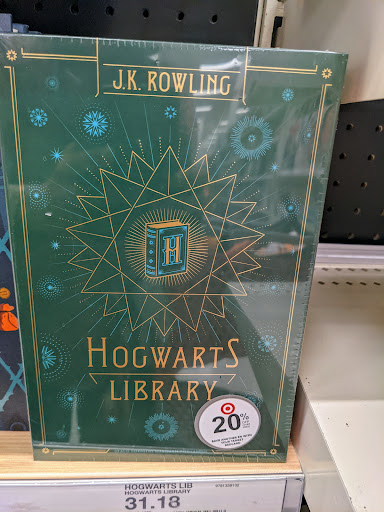 J.K. ROWLING
H
HOGWARTS
LIBRARY
20%
HOGWARTS LIB
HOGWARTS LIBRARY
31.18